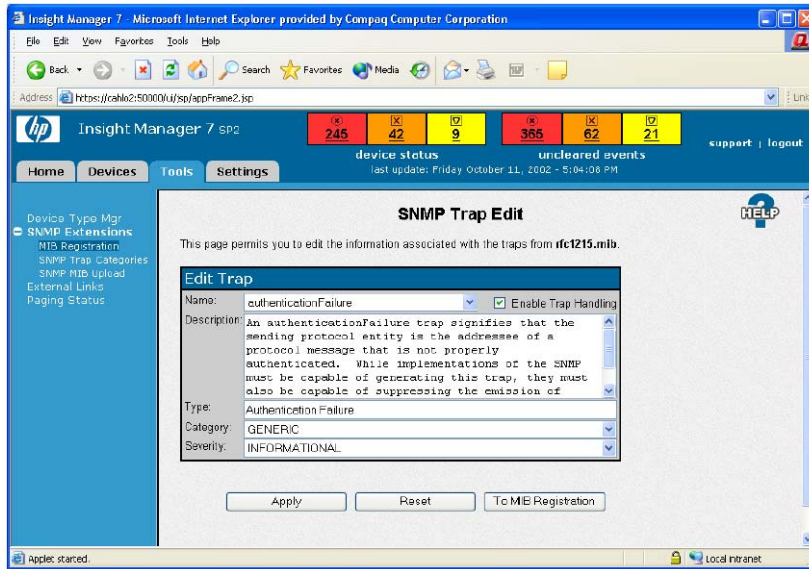 Insight Manager 7 - Microsoft Internet Explorer provided by Compaq Computer Corporation
File Edit View Favorites Tools Help
Back Search Favorites Media
Address https://cahlo2:50000/ui/jsp/appFrame2.jsp Link
hp Insight Manager 7 SP2
245 42 9 365 62 21
device status uncleared events
last update: Friday October 11, 2002 - 5:04:08 PM
support | logout
Home Devices Tools Settings
Device Type Mgr
SNMP Extensions
MIB Registration
SNMP Trap Categories
SNMP MIB Upload
External Links
Paging Status
SNMP Trap Edit
HELP
This page permits you to edit the information associated with the traps from rfc1215.mib.
Edit Trap
Name: authenticationFailure Enable Trap Handling
Description: An authenticationFailure trap signifies that the
sending protocol entity is the addressee of a
protocol message that is not properly
authenticated. While implementations of the SNMP
must be capable of generating this trap, they must
also be capable of suppressing the emission of
Type: Authentication Failure
Category: GENERIC
Severity: INFORMATIONAL
Apply Reset To MIB Registration
Applet started. Local intranet